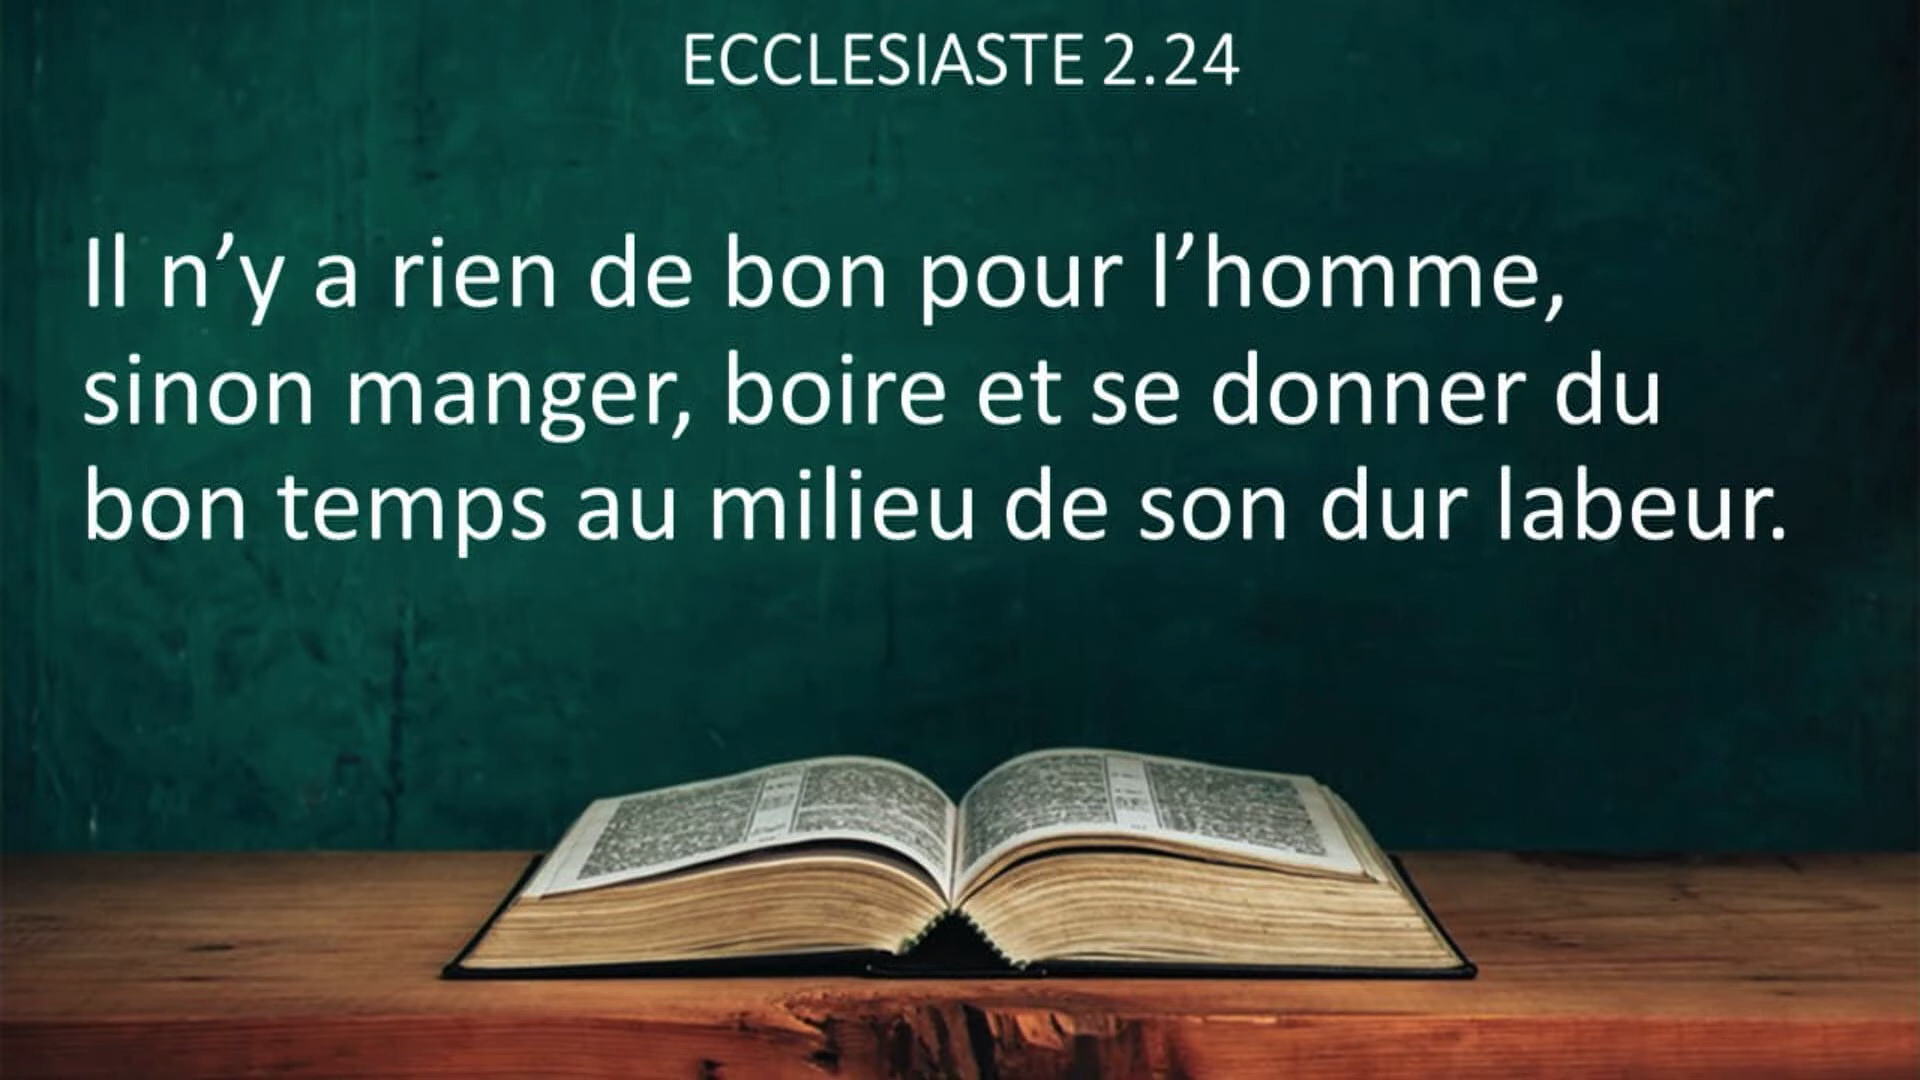 ECCLESIASTE 2.24
Il n’y a rien de bon pour l’homme,
sinon manger, boire et se donner du
bon temps au milieu de son dur labeur.